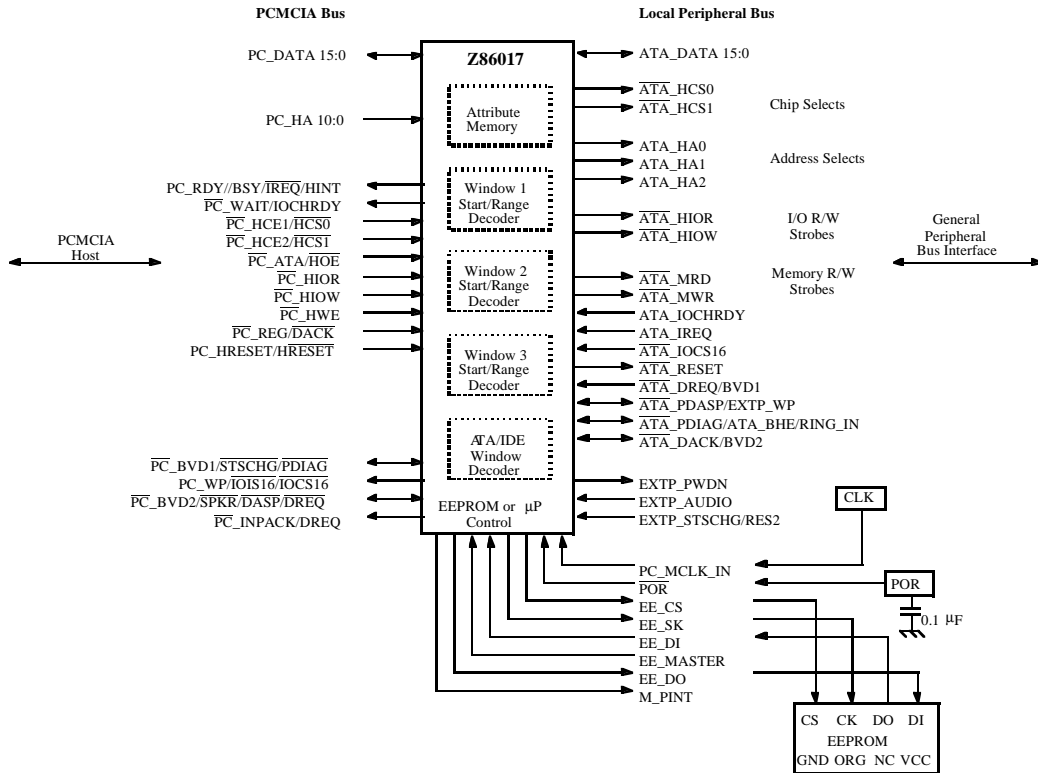 PCMCIA Bus
Local Peripheral Bus
PC_DATA 15:0
Z86017
ATA_DATA 15:0
Attribute
Memory
ATA_HCS0
ATA_HCS1
Chip Selects
PC_HA 10:0
ATA_HA0
ATA_HA1
Address Selects
ATA_HA2
PC_RDY//BSY/IREQ/HINT
PC_WAIT/IOCHRDY
PC_HCE1/HCS0
PC_HCE2/HCS1
PC_ATA/HOE
PC_HIOR
PC_HIOW
PC_HWE
PC_REG/DACK
PC_HRESET/HRESET
PCMCIA
Host
Window 1
Start/Range
Decoder
Window 2
Start/Range
Decoder
Window 3
Start/Range
Decoder
ATA/IDE
Window
Decoder
ATA_HIOR
ATA_HIOW
I/O R/W
Strobes
General
Peripheral
Bus Interface
ATA_MRD
ATA_MWR
Memory R/W
Strobes
ATA_IOCHRDY
ATA_IREQ
ATA_IOCS16
ATA_RESET
ATA_DREQ/BVD1
ATA_PDASP/EXTP_WP
ATA_PDIAG/ATA_BHE/RING_IN
ATA_DACK/BVD2
PC_BVD1/STSCHG/PDIAG
PC_WP/IOIS16/IOCS16
PC_BVD2/SPKR/DASP/DREQ
PC_INPACK/DREQ
EEPROM or μP
Control
EXTP_PWDN
EXTP_AUDIO
EXTP_STSCHG/RES2
CLK
PC_MCLK_IN
POR
POR
0.1 μF
EE_CS
EE_SK
EE_DI
EE_MASTER
EE_DO
M_PINT
CS CK DO DI
EEPROM
GND ORG NC VCC